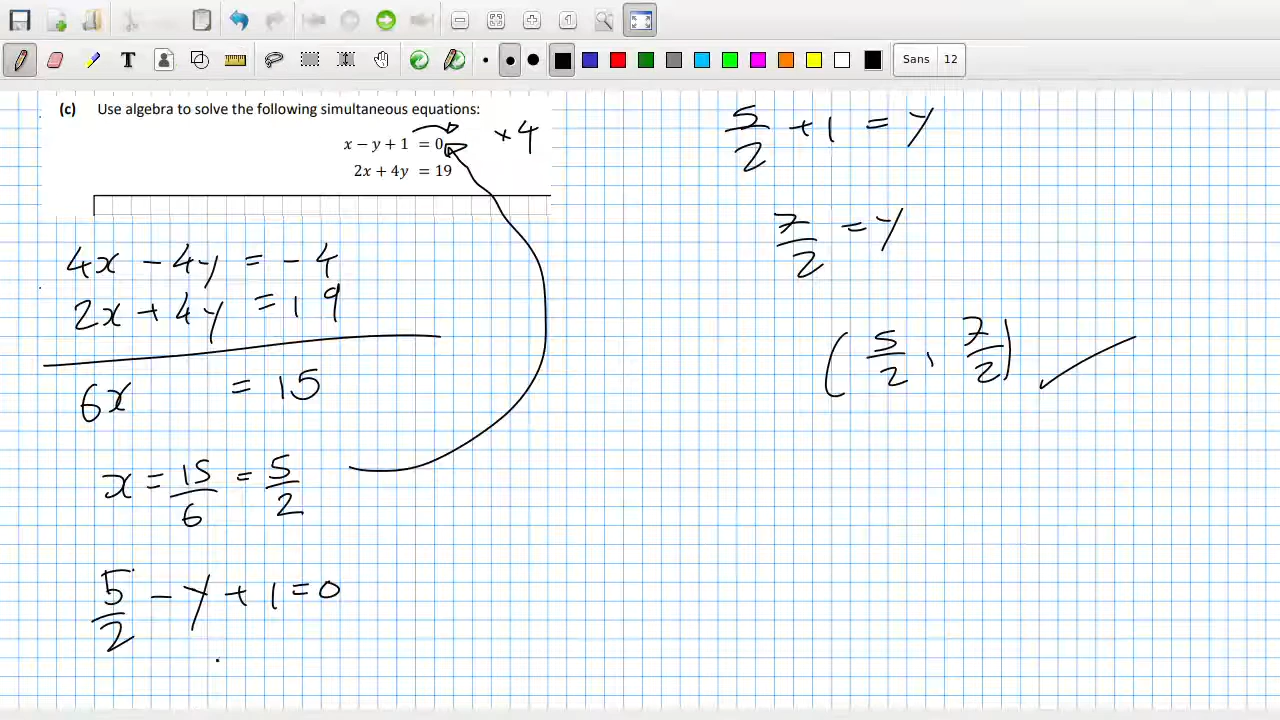 Sans 12
(c) Use algebra to solve the following simultaneous equations:
x − y + 1 = 0
×4
2x + 4y = 19
4x − 4y = −4
2x + 4y = 19
6x = 15
x = 15/6 = 5/2
5/2 − y + 1 = 0
5/2 + 1 = y
7/2 = y
(5/2, 7/2) ✓